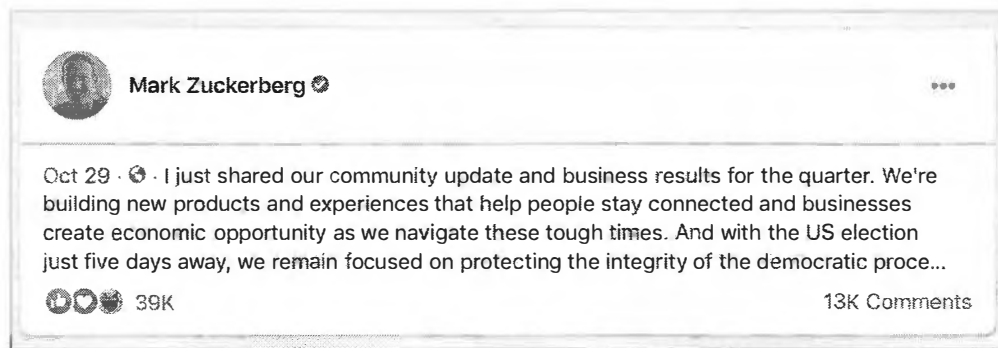 Mark Zuckerberg
Oct 29 · I just shared our community update and business results for the quarter. We're
building new products and experiences that help people stay connected and businesses
create economic opportunity as we navigate these tough times. And with the US election
just five days away, we remain focused on protecting the integrity of the democratic proce...
39K 13K Comments